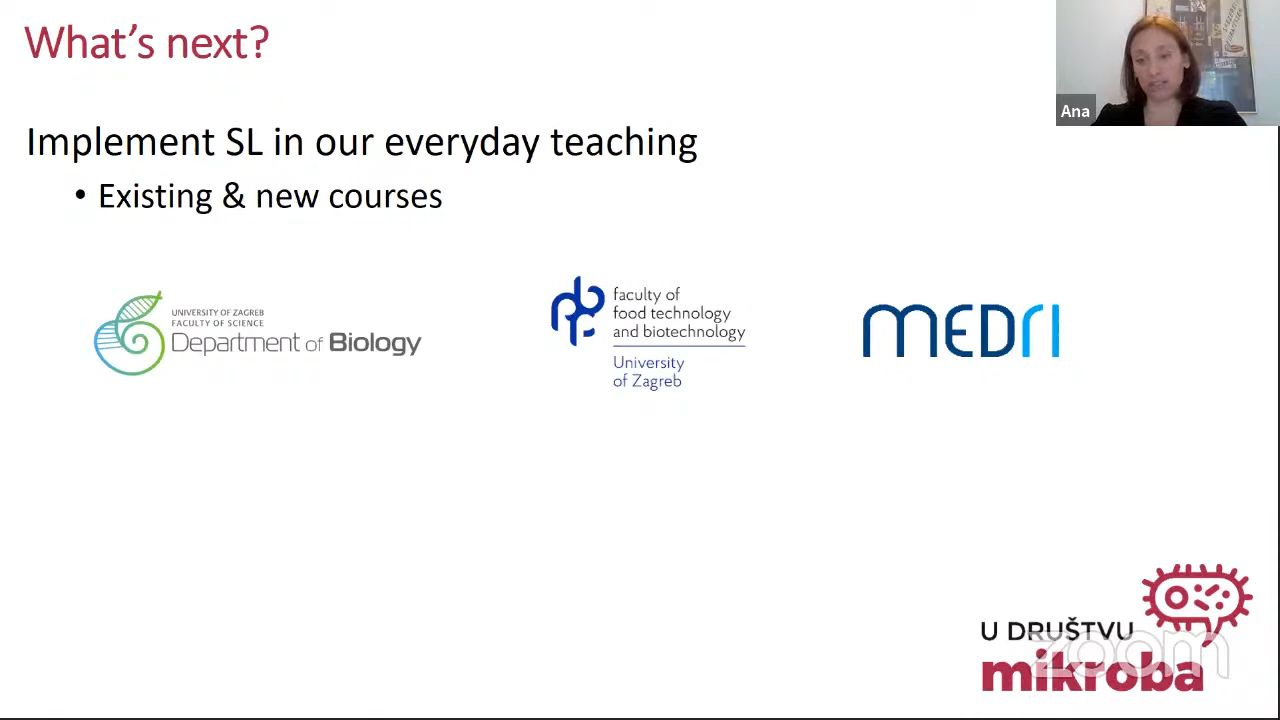 What's next?
Ana
Implement SL in our everyday teaching
• Existing & new courses
UNIVERSITY OF ZAGREB
FACULTY OF SCIENCE
Department of Biology
faculty of
food technology
and biotechnology
University
of Zagreb
MEDRI
U DRUŠTVU
mikroba
zoom